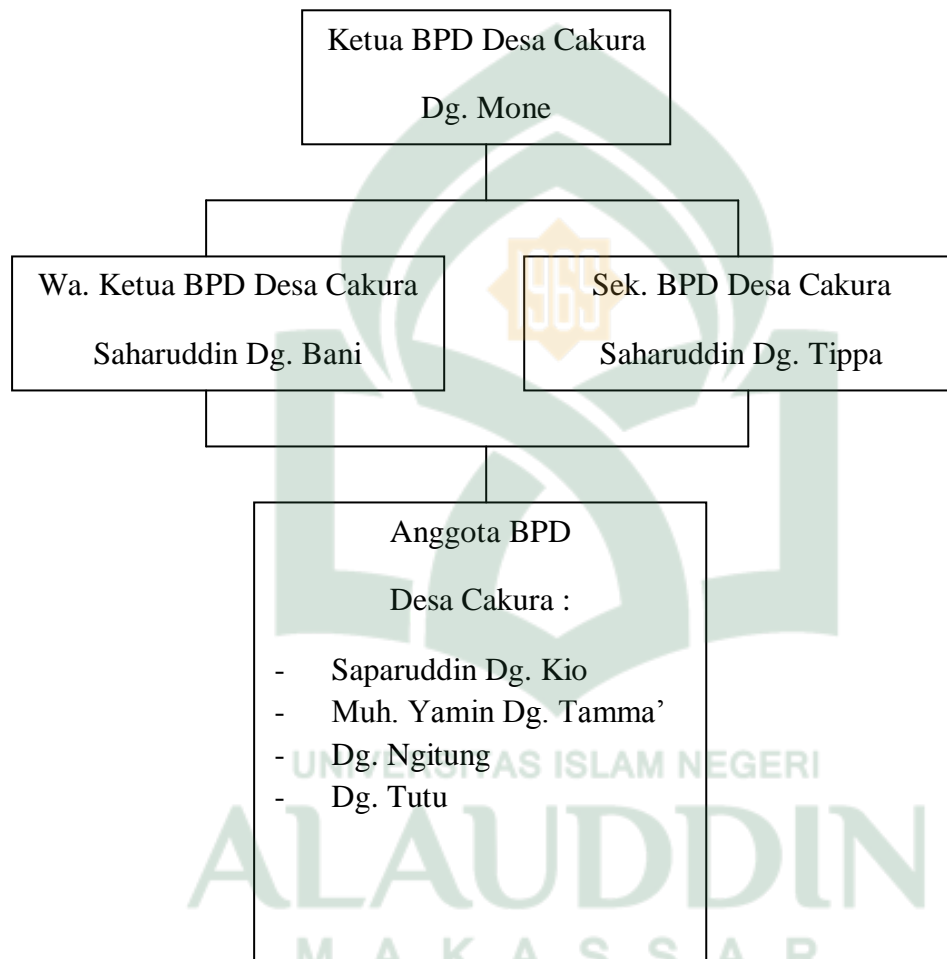 Ketua BPD Desa Cakura
Dg. Mone
Wa. Ketua BPD Desa Cakura
Saharuddin Dg. Bani
Sek. BPD Desa Cakura
Saharuddin Dg. Tippa
Anggota BPD
Desa Cakura :
- Saparuddin Dg. Kio
- Muh. Yamin Dg. Tamma’
- Dg. Ngitung
- Dg. Tutu
1965
UNIVERSITAS ISLAM NEGERI
ALAUDDIN
MAKASSAR